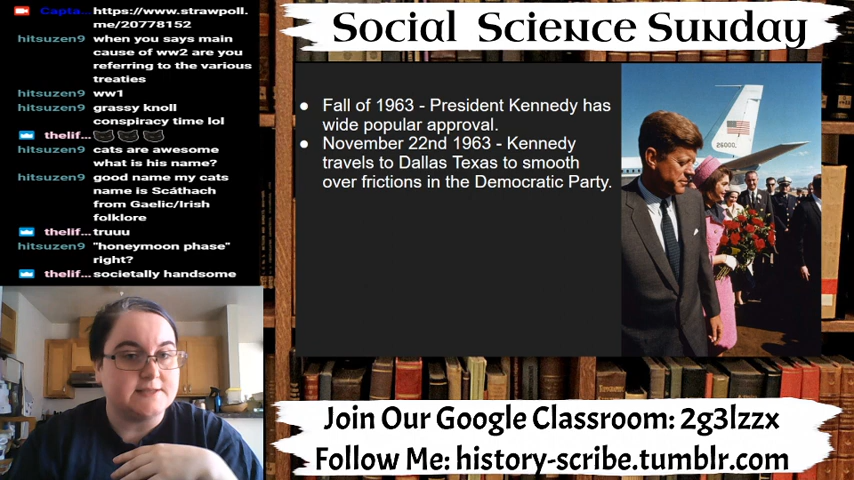 Capta... https://www.strawpoll.
me/20778152
hitsuzen9 when you says main
cause of ww2 are you
referring to the various
treaties
hitsuzen9 ww1
hitsuzen9 grassy knoll
conspiracy time lol
thelif...
hitsuzen9 cats are awesome
what is his name?
hitsuzen9 good name my cats
name is Scáthach
from Gaelic/Irish
folklore
thelif... truuu
hitsuzen9 "honeymoon phase"
right?
thelif... societally handsome
Social Science Sunday
● Fall of 1963 - President Kennedy has
wide popular approval.
● November 22nd 1963 - Kennedy
travels to Dallas Texas to smooth
over frictions in the Democratic Party.
26000
Join Our Google Classroom: 2g3lzzx
Follow Me: history-scribe.tumblr.com